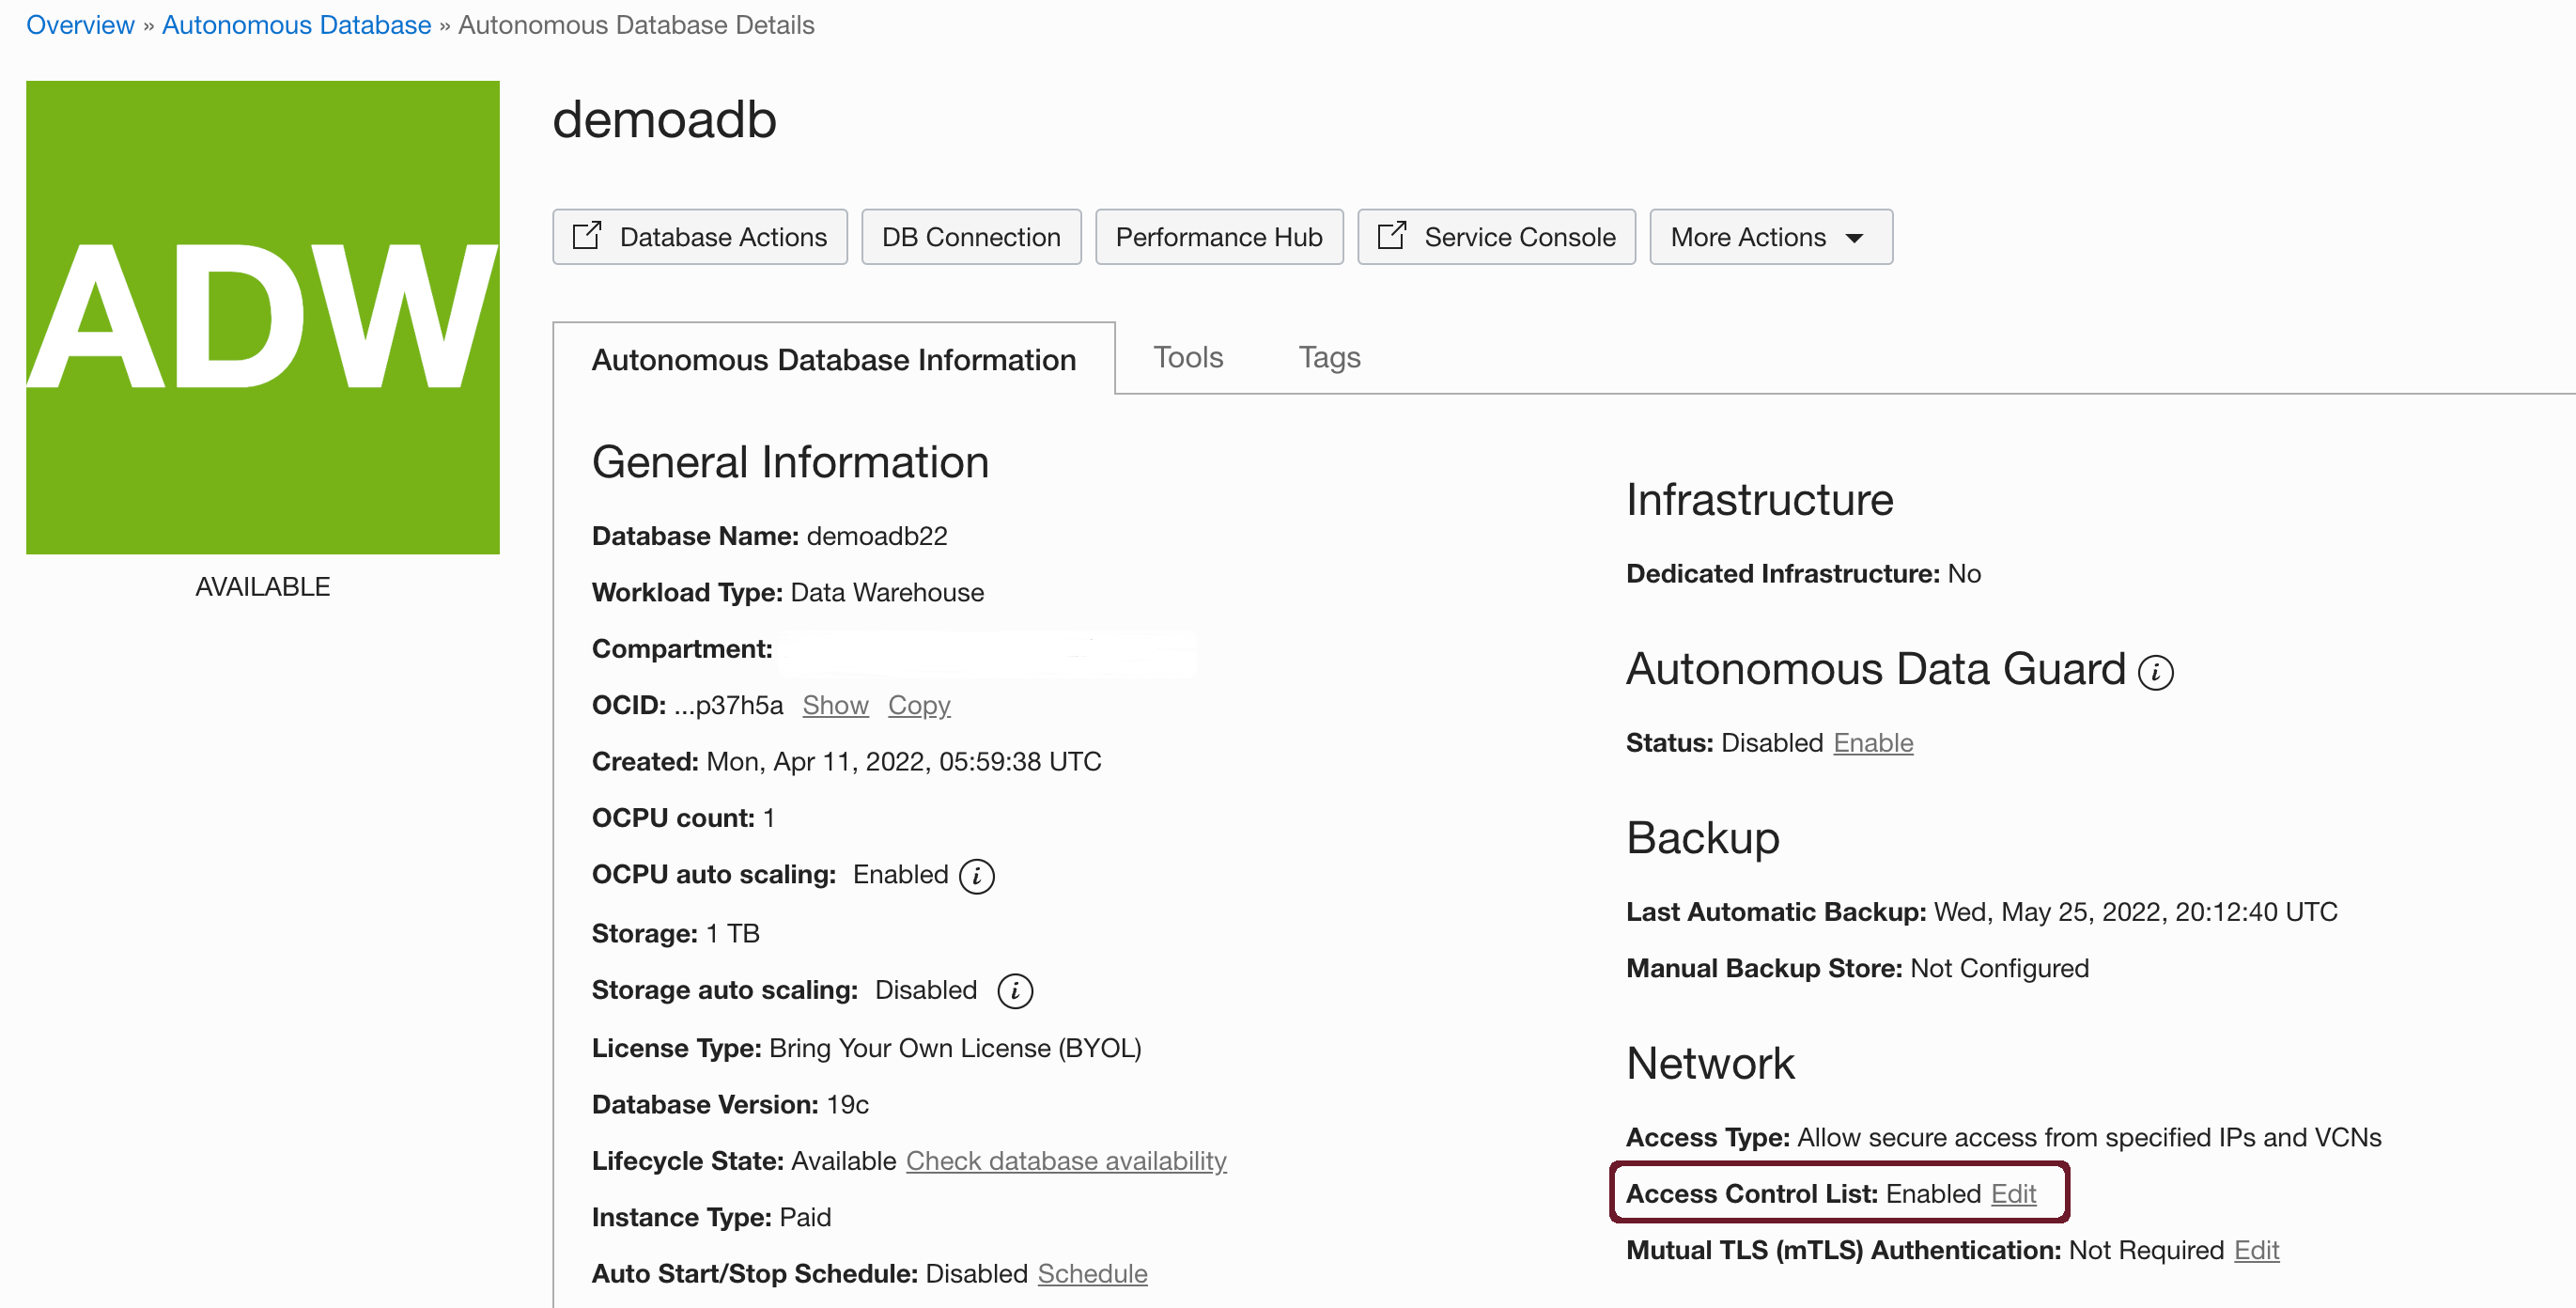 Overview » Autonomous Database » Autonomous Database Details
ADW
AVAILABLE
demoadb
Database Actions
DB Connection
Performance Hub
Service Console
More Actions
Autonomous Database Information
Tools
Tags
General Information
Database Name: demoadb22
Workload Type: Data Warehouse
Compartment:
OCID: ...p37h5a Show Copy
Created: Mon, Apr 11, 2022, 05:59:38 UTC
OCPU count: 1
OCPU auto scaling: Enabled i
Storage: 1 TB
Storage auto scaling: Disabled i
License Type: Bring Your Own License (BYOL)
Database Version: 19c
Lifecycle State: Available Check database availability
Instance Type: Paid
Auto Start/Stop Schedule: Disabled Schedule
Infrastructure
Dedicated Infrastructure: No
Autonomous Data Guard i
Status: Disabled Enable
Backup
Last Automatic Backup: Wed, May 25, 2022, 20:12:40 UTC
Manual Backup Store: Not Configured
Network
Access Type: Allow secure access from specified IPs and VCNs
Access Control List: Enabled Edit
Mutual TLS (mTLS) Authentication: Not Required Edit